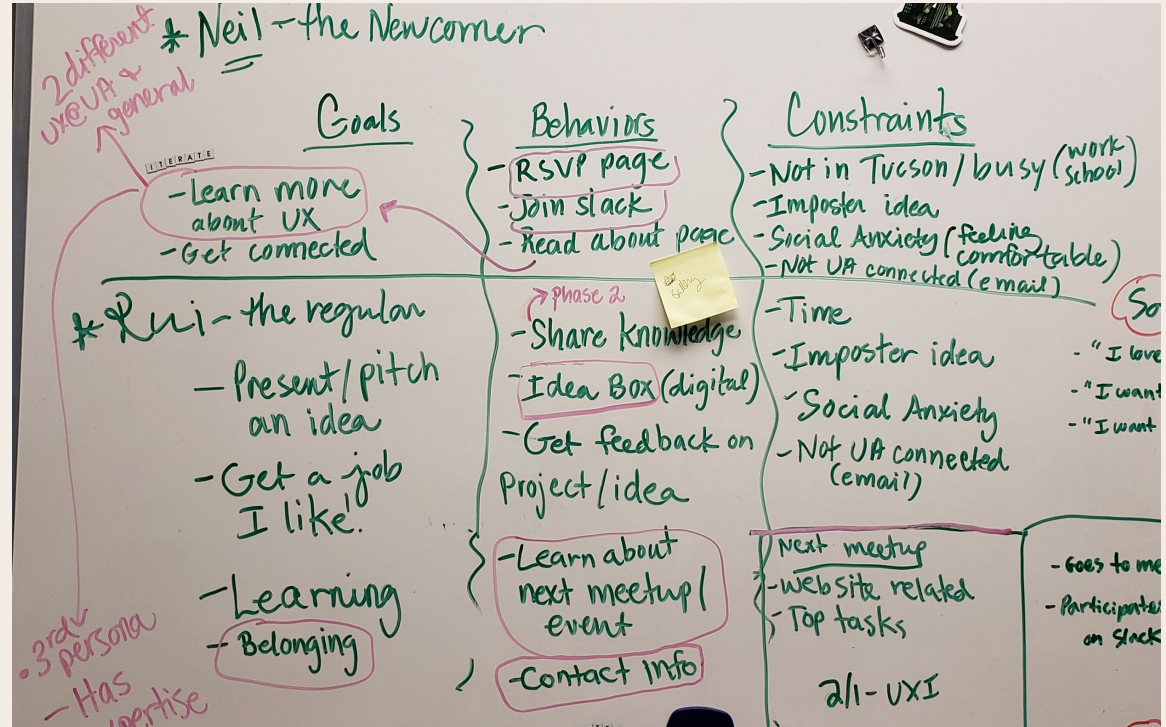 * Neil - the Newcomer
2 different
UX@UA &
general
Goals
ITERATE
- Learn more
about UX
- Get connected
Behaviors
- RSVP page
- Join slack
- Read about page
Constraints
- Not in Tucson / busy (work
school)
- Imposter idea
- Social Anxiety (feeling
comfortable)
- Not UA connected (email)
* Rui - the regular
- Present/pitch
an idea
- Get a job
I like!
- Learning
- Belonging
Phase 2
- Share knowledge
- Idea Box (digital)
- Get feedback on
Project/idea
- Learn about
next meetup/
event
- Contact Info
- Time
- Imposter idea
- Social Anxiety
- Not UA connected
(email)
Next meetup
- Website related
- Top tasks
2/1 - UXI
So
- "I love
- "I want
- "I want
- Goes to me
- Participates
on Slack
• 3rd
persona
- Has